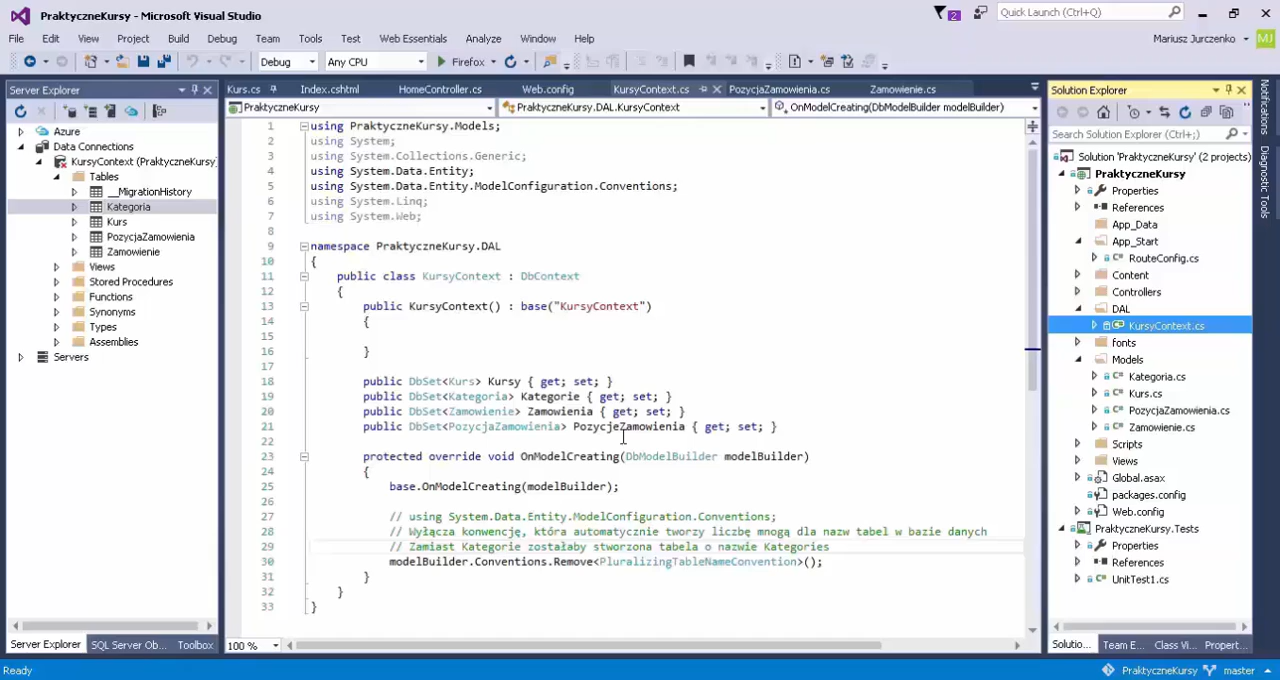 PraktyczneKursy - Microsoft Visual Studio
2
Quick Launch (Ctrl+Q)
File Edit View Project Build Debug Team Tools Test Web Essentials Analyze Window Help
Mariusz Jurczenko MJ
Debug Any CPU Firefox
Server Explorer
Azure
Data Connections
KursyContext (PraktyczneKursy)
Tables
__MigrationHistory
Kategoria
Kurs
PozycjaZamowienia
Zamowienie
Views
Stored Procedures
Functions
Synonyms
Types
Assemblies
Servers
Server Explorer SQL Server Ob... Toolbox
Kurs.cs Index.cshtml HomeController.cs Web.config KursyContext.cs PozycjaZamowienia.cs Zamowienie.cs
PraktyczneKursy PraktyczneKursy.DAL.KursyContext OnModelCreating(DbModelBuilder modelBuilder)
1 using PraktyczneKursy.Models;
2 using System;
3 using System.Collections.Generic;
4 using System.Data.Entity;
5 using System.Data.Entity.ModelConfiguration.Conventions;
6 using System.Linq;
7 using System.Web;
8
9 namespace PraktyczneKursy.DAL
10 {
11 public class KursyContext : DbContext
12 {
13 public KursyContext() : base("KursyContext")
14 {
15
16 }
17
18 public DbSet<Kurs> Kursy { get; set; }
19 public DbSet<Kategoria> Kategorie { get; set; }
20 public DbSet<Zamowienie> Zamowienia { get; set; }
21 public DbSet<PozycjaZamowienia> PozycjeZamowienia { get; set; }
22
23 protected override void OnModelCreating(DbModelBuilder modelBuilder)
24 {
25 base.OnModelCreating(modelBuilder);
26
27 // using System.Data.Entity.ModelConfiguration.Conventions;
28 // Wyłącza konwencję, która automatycznie tworzy liczbę mnogą dla nazw tabel w bazie danych
29 // Zamiast Kategorie zostałaby stworzona tabela o nazwie Kategories
30 modelBuilder.Conventions.Remove<PluralizingTableNameConvention>();
31 }
32 }
33 }
100 %
Solution Explorer
Search Solution Explorer (Ctrl+;)
Solution 'PraktyczneKursy' (2 projects)
PraktyczneKursy
Properties
References
App_Data
App_Start
RouteConfig.cs
Content
Controllers
DAL
KursyContext.cs
fonts
Models
Kategoria.cs
Kurs.cs
PozycjaZamowienia.cs
Zamowienie.cs
Scripts
Views
Global.asax
packages.config
Web.config
PraktyczneKursy.Tests
Properties
References
UnitTest1.cs
Solutio... Team E... Class Vi... Propert...
Notifications
Diagnostic Tools
Ready
PraktyczneKursy master